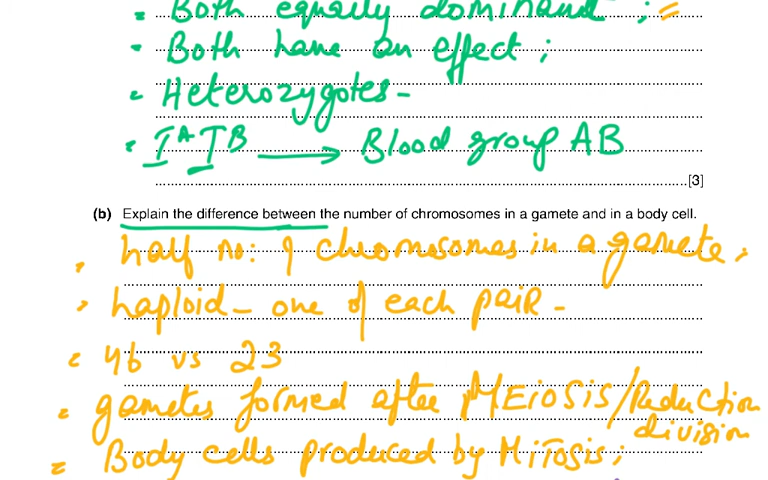 - Both equally dominant ; =
- Both have an effect ;
- Heterozygotes -
- IᴬIᴮ → Blood group AB
[3]
(b) Explain the difference between the number of chromosomes in a gamete and in a body cell.
, half no: of chromosomes in a gamete,
, haploid - one of each pair -
- 46 vs 23
= gametes formed after MEiOSiS/Reduction
division
= Body cells produced by MiTosis ;